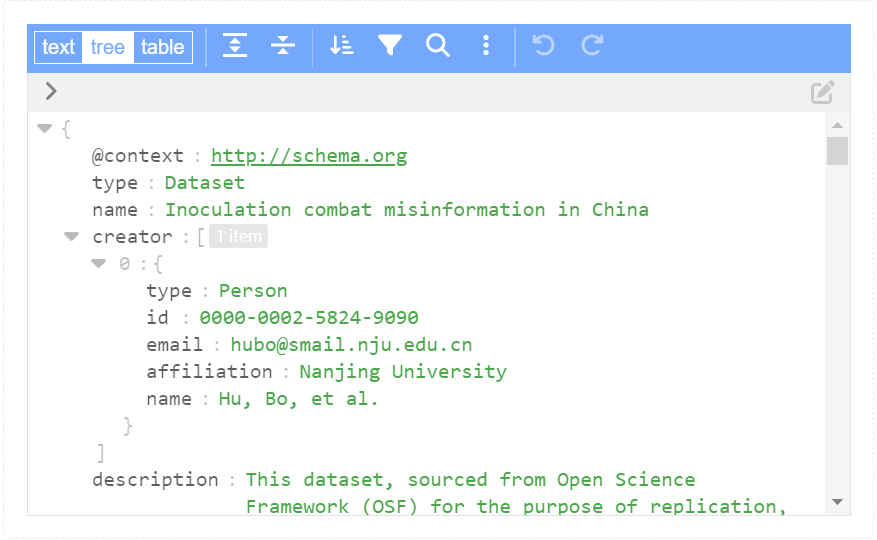 text tree table
{
@context : http://schema.org
type : Dataset
name : Inoculation combat misinformation in China
creator : [ 1 item
0 : {
type : Person
id : 0000-0002-5824-9090
email : hubo@smail.nju.edu.cn
affiliation : Nanjing University
name : Hu, Bo, et al.
}
]
description : This dataset, sourced from Open Science
Framework (OSF) for the purpose of replication,